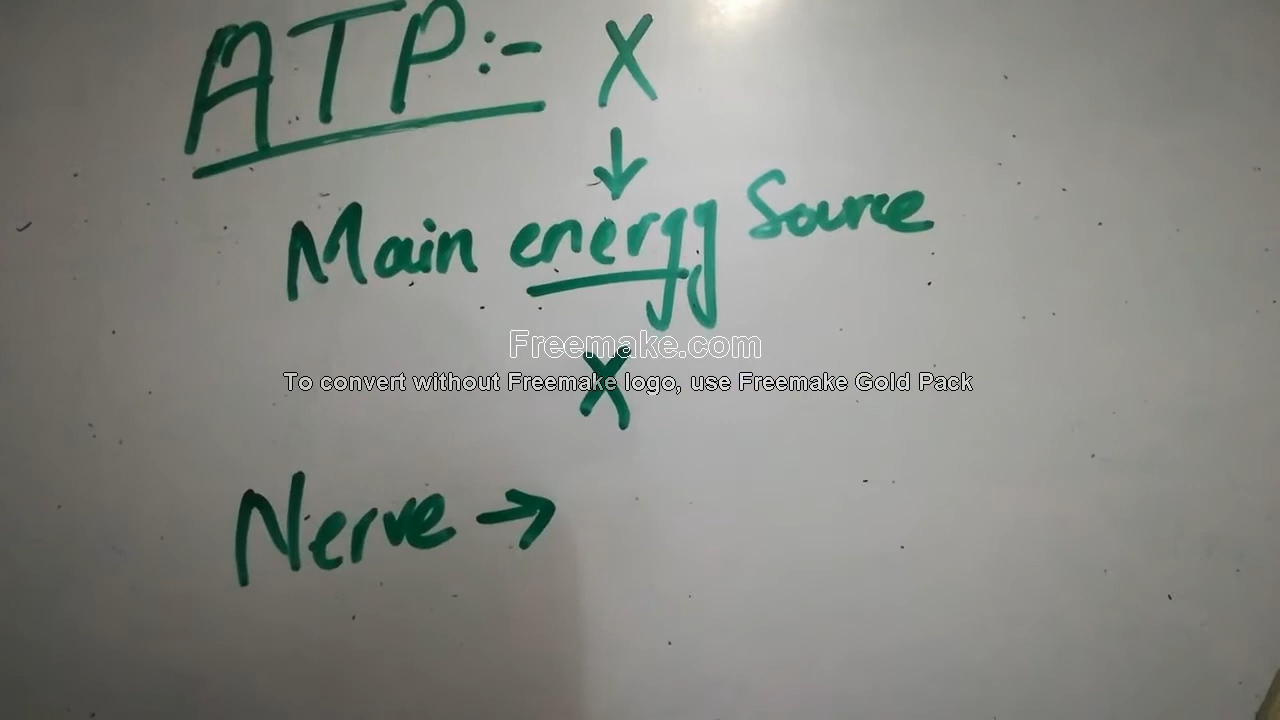 ATP:- X
↓
Main energy Source
Freemake.com
X
To convert without Freemake logo, use Freemake Gold Pack
Nerve →